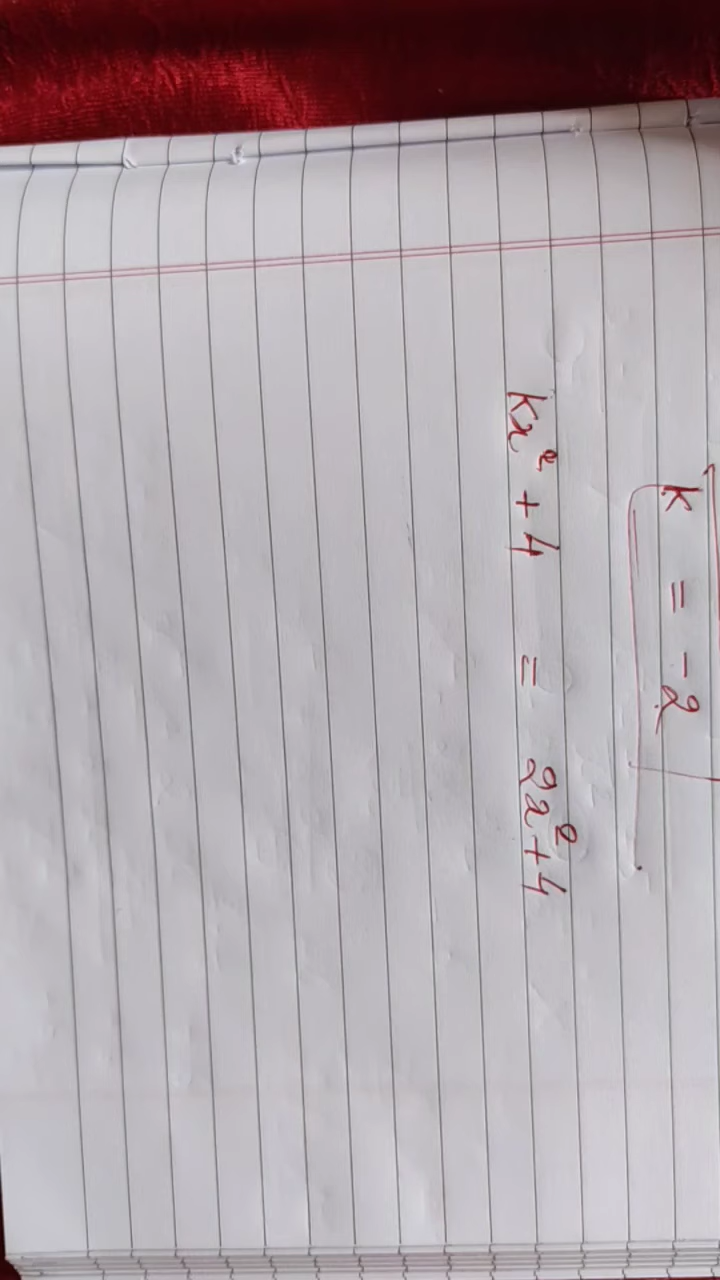 k = -2
kx² + 4 = 2x² + 4